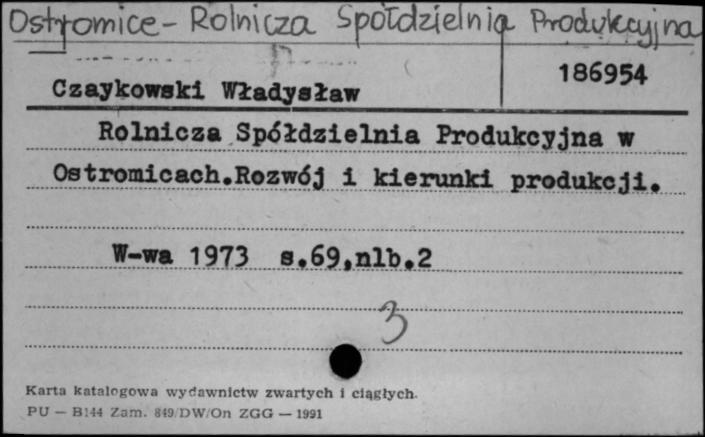 Ostromice - Rolnicza Spółdzielnia Produkcyjna
186954
Czaykowski Władysław
Rolnicza Spółdzielnia Produkcyjna w
Ostromicach.Rozwój i kierunki produkcji.
W-wa 1973 s.69,nlb.2
3
Karta katalogowa wydawnictw zwartych i ciągłych.
PU — B144 Zam. 849/DW/On ZGG — 1991